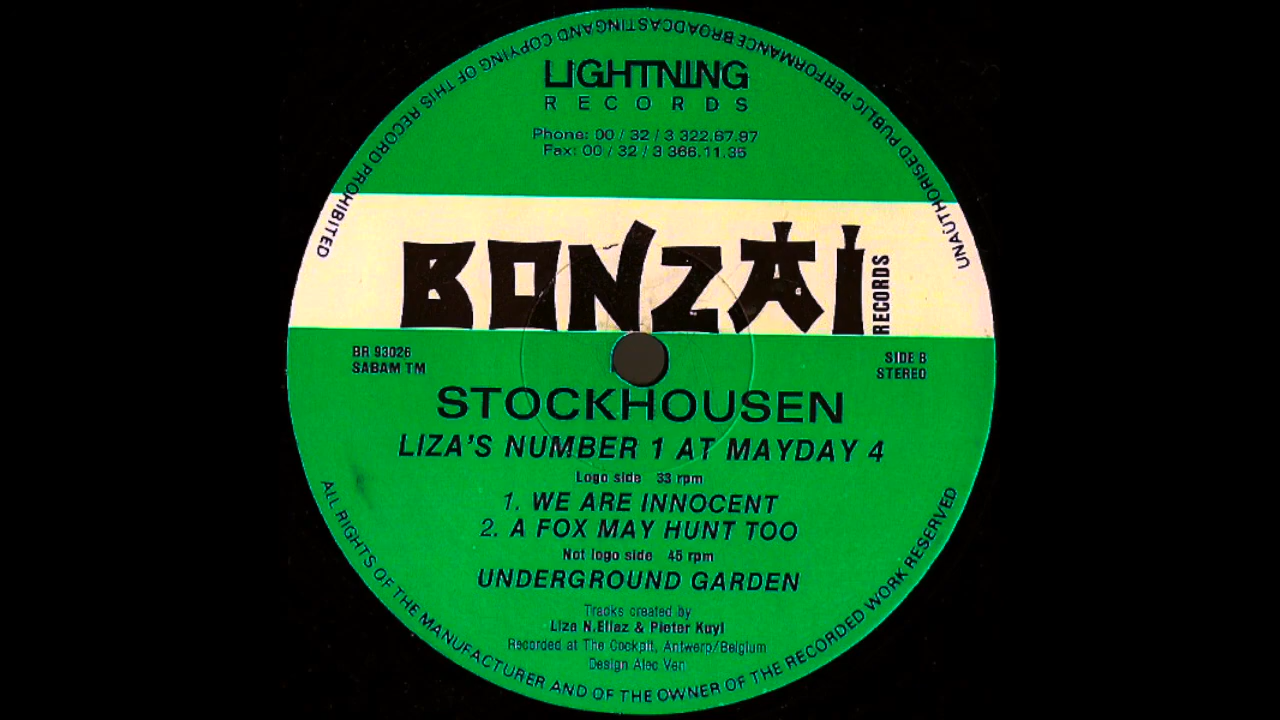 UNAUTHORISED PUBLIC PERFORMANCE BROADCASTING AND COPYING OF THIS RECORD PROHIBITED
LIGHTNING
RECORDS
Phone: 00 / 32 / 3 322.67.97
Fax: 00 / 32 / 3 366.11.35
BONZAI
RECORDS
BR 93026
SABAM TM
SIDE B
STEREO
STOCKHOUSEN
LIZA'S NUMBER 1 AT MAYDAY 4
Logo side 33 rpm
1. WE ARE INNOCENT
2. A FOX MAY HUNT TOO
Not logo side 45 rpm
UNDERGROUND GARDEN
Tracks created by
Liza N.Eliaz & Pieter Kuyl
Recorded at The Cockpit, Antwerp/Belgium
Design Alec Ven
ALL RIGHTS OF THE MANUFACTURER AND OF THE OWNER OF THE RECORDED WORK RESERVED